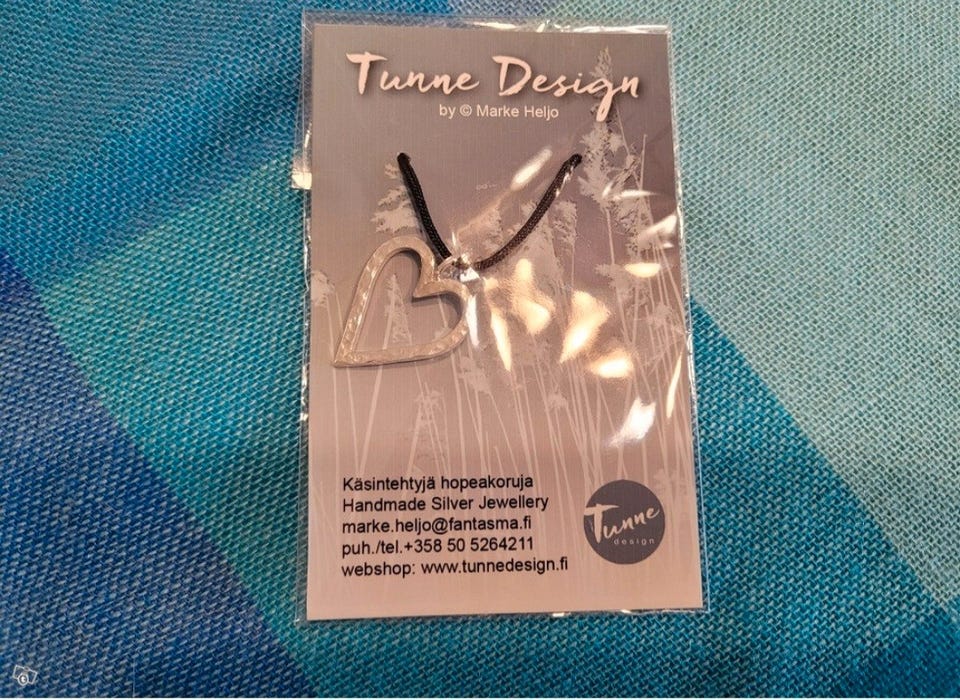 Tunne Design
by © Marke Heljo
Käsintehtyjä hopeakoruja
Handmade Silver Jewellery
marke.heljo@fantasma.fi
puh./tel.+358 50 5264211
webshop: www.tunnedesign.fi
Tunne
design
t